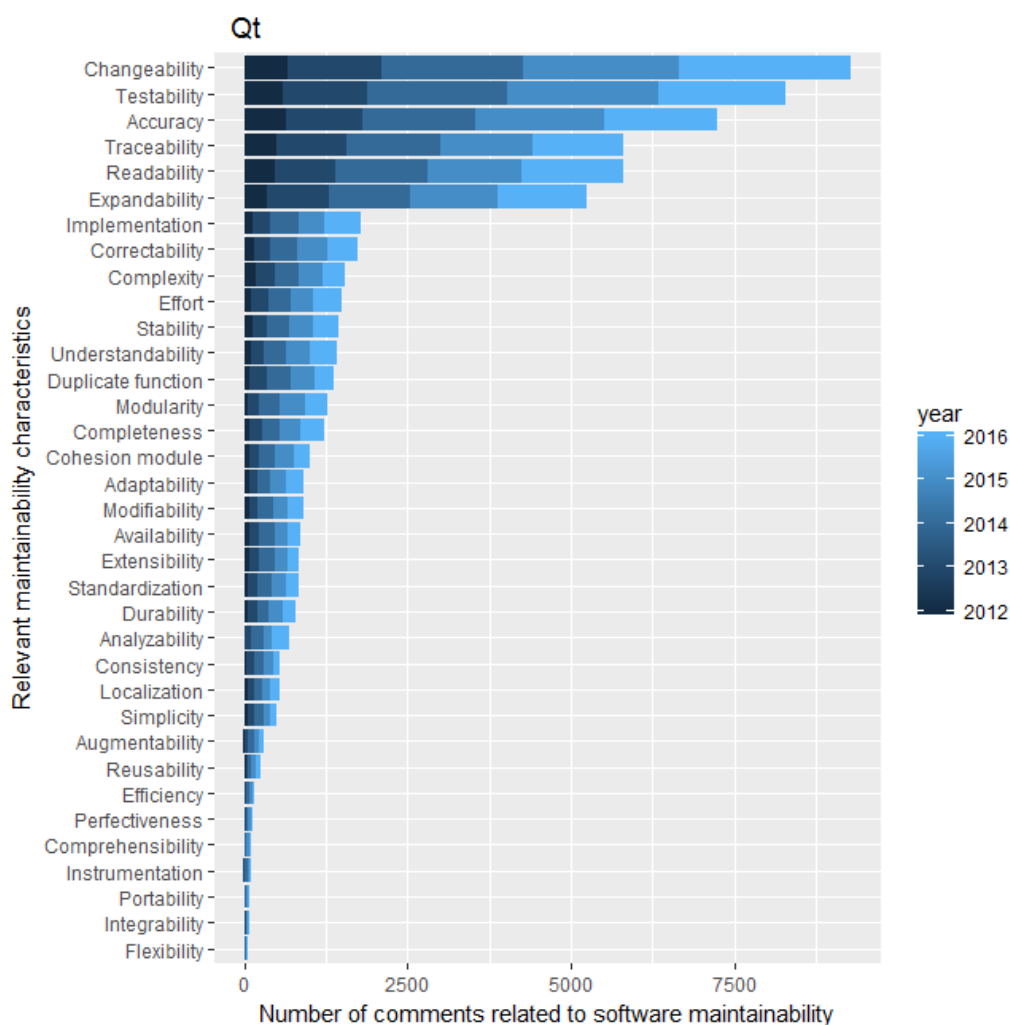 Qt
Changeability
Testability
Accuracy
Traceability
Readability
Expandability
Implementation
Correctability
Complexity
Effort
Stability
Understandability
Duplicate function
Modularity
Completeness
Cohesion module
Adaptability
Modifiability
Availability
Extensibility
Standardization
Durability
Analyzability
Consistency
Localization
Simplicity
Augmentability
Reusability
Efficiency
Perfectiveness
Comprehensibility
Instrumentation
Portability
Integrability
Flexibility
Relevant maintainability characteristics
0 2500 5000 7500
Number of comments related to software maintainability
year
2016
2015
2014
2013
2012